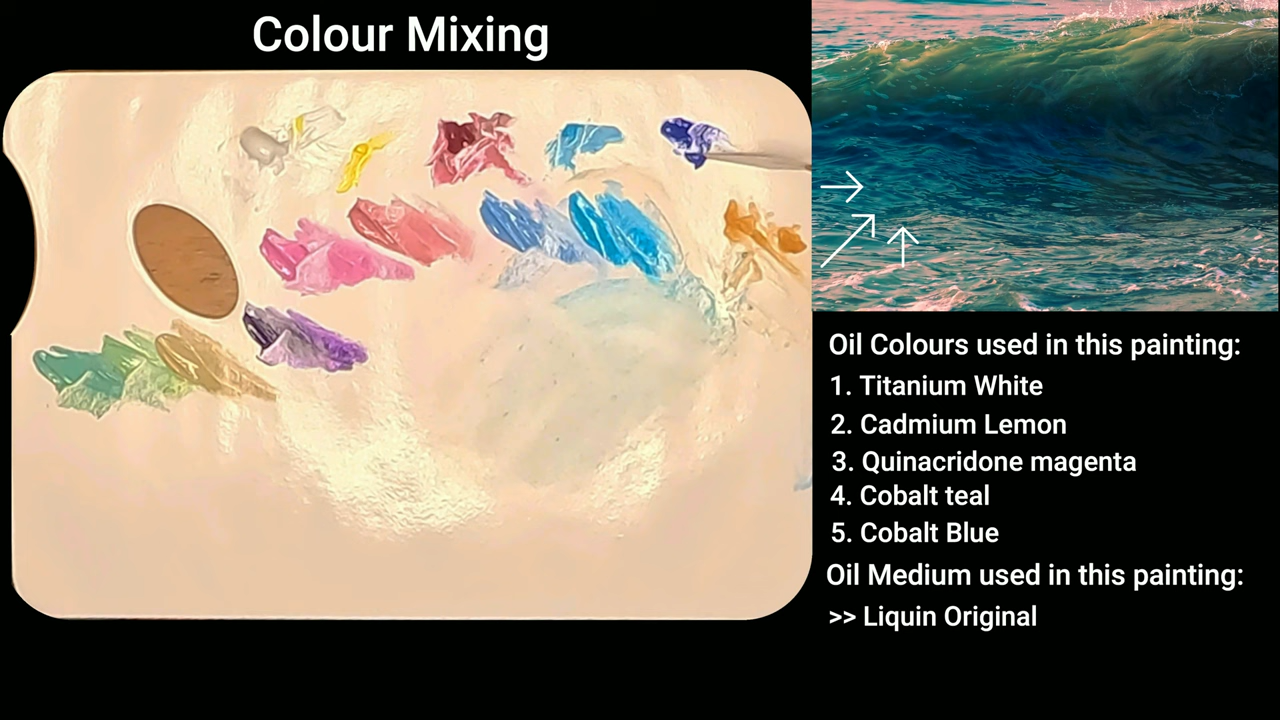 Colour Mixing
Oil Colours used in this painting:
1. Titanium White
2. Cadmium Lemon
3. Quinacridone magenta
4. Cobalt teal
5. Cobalt Blue
Oil Medium used in this painting:
>> Liquin Original